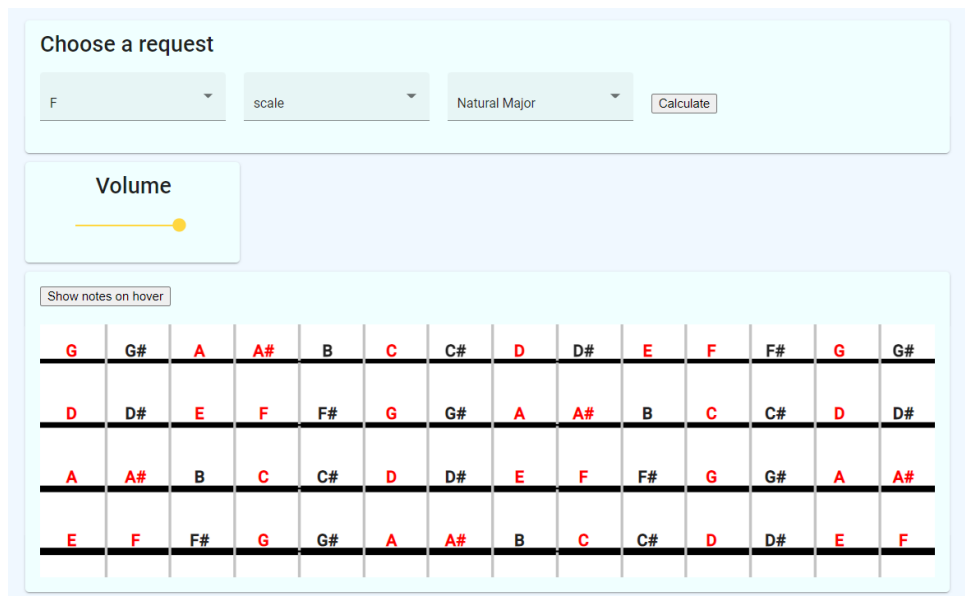 Choose a request
F scale Natural Major Calculate
Volume
Show notes on hover
G G# A A# B C C# D D# E F F# G G#
D D# E F F# G G# A A# B C C# D D#
A A# B C C# D D# E F F# G G# A A#
E F F# G G# A A# B C C# D D# E F